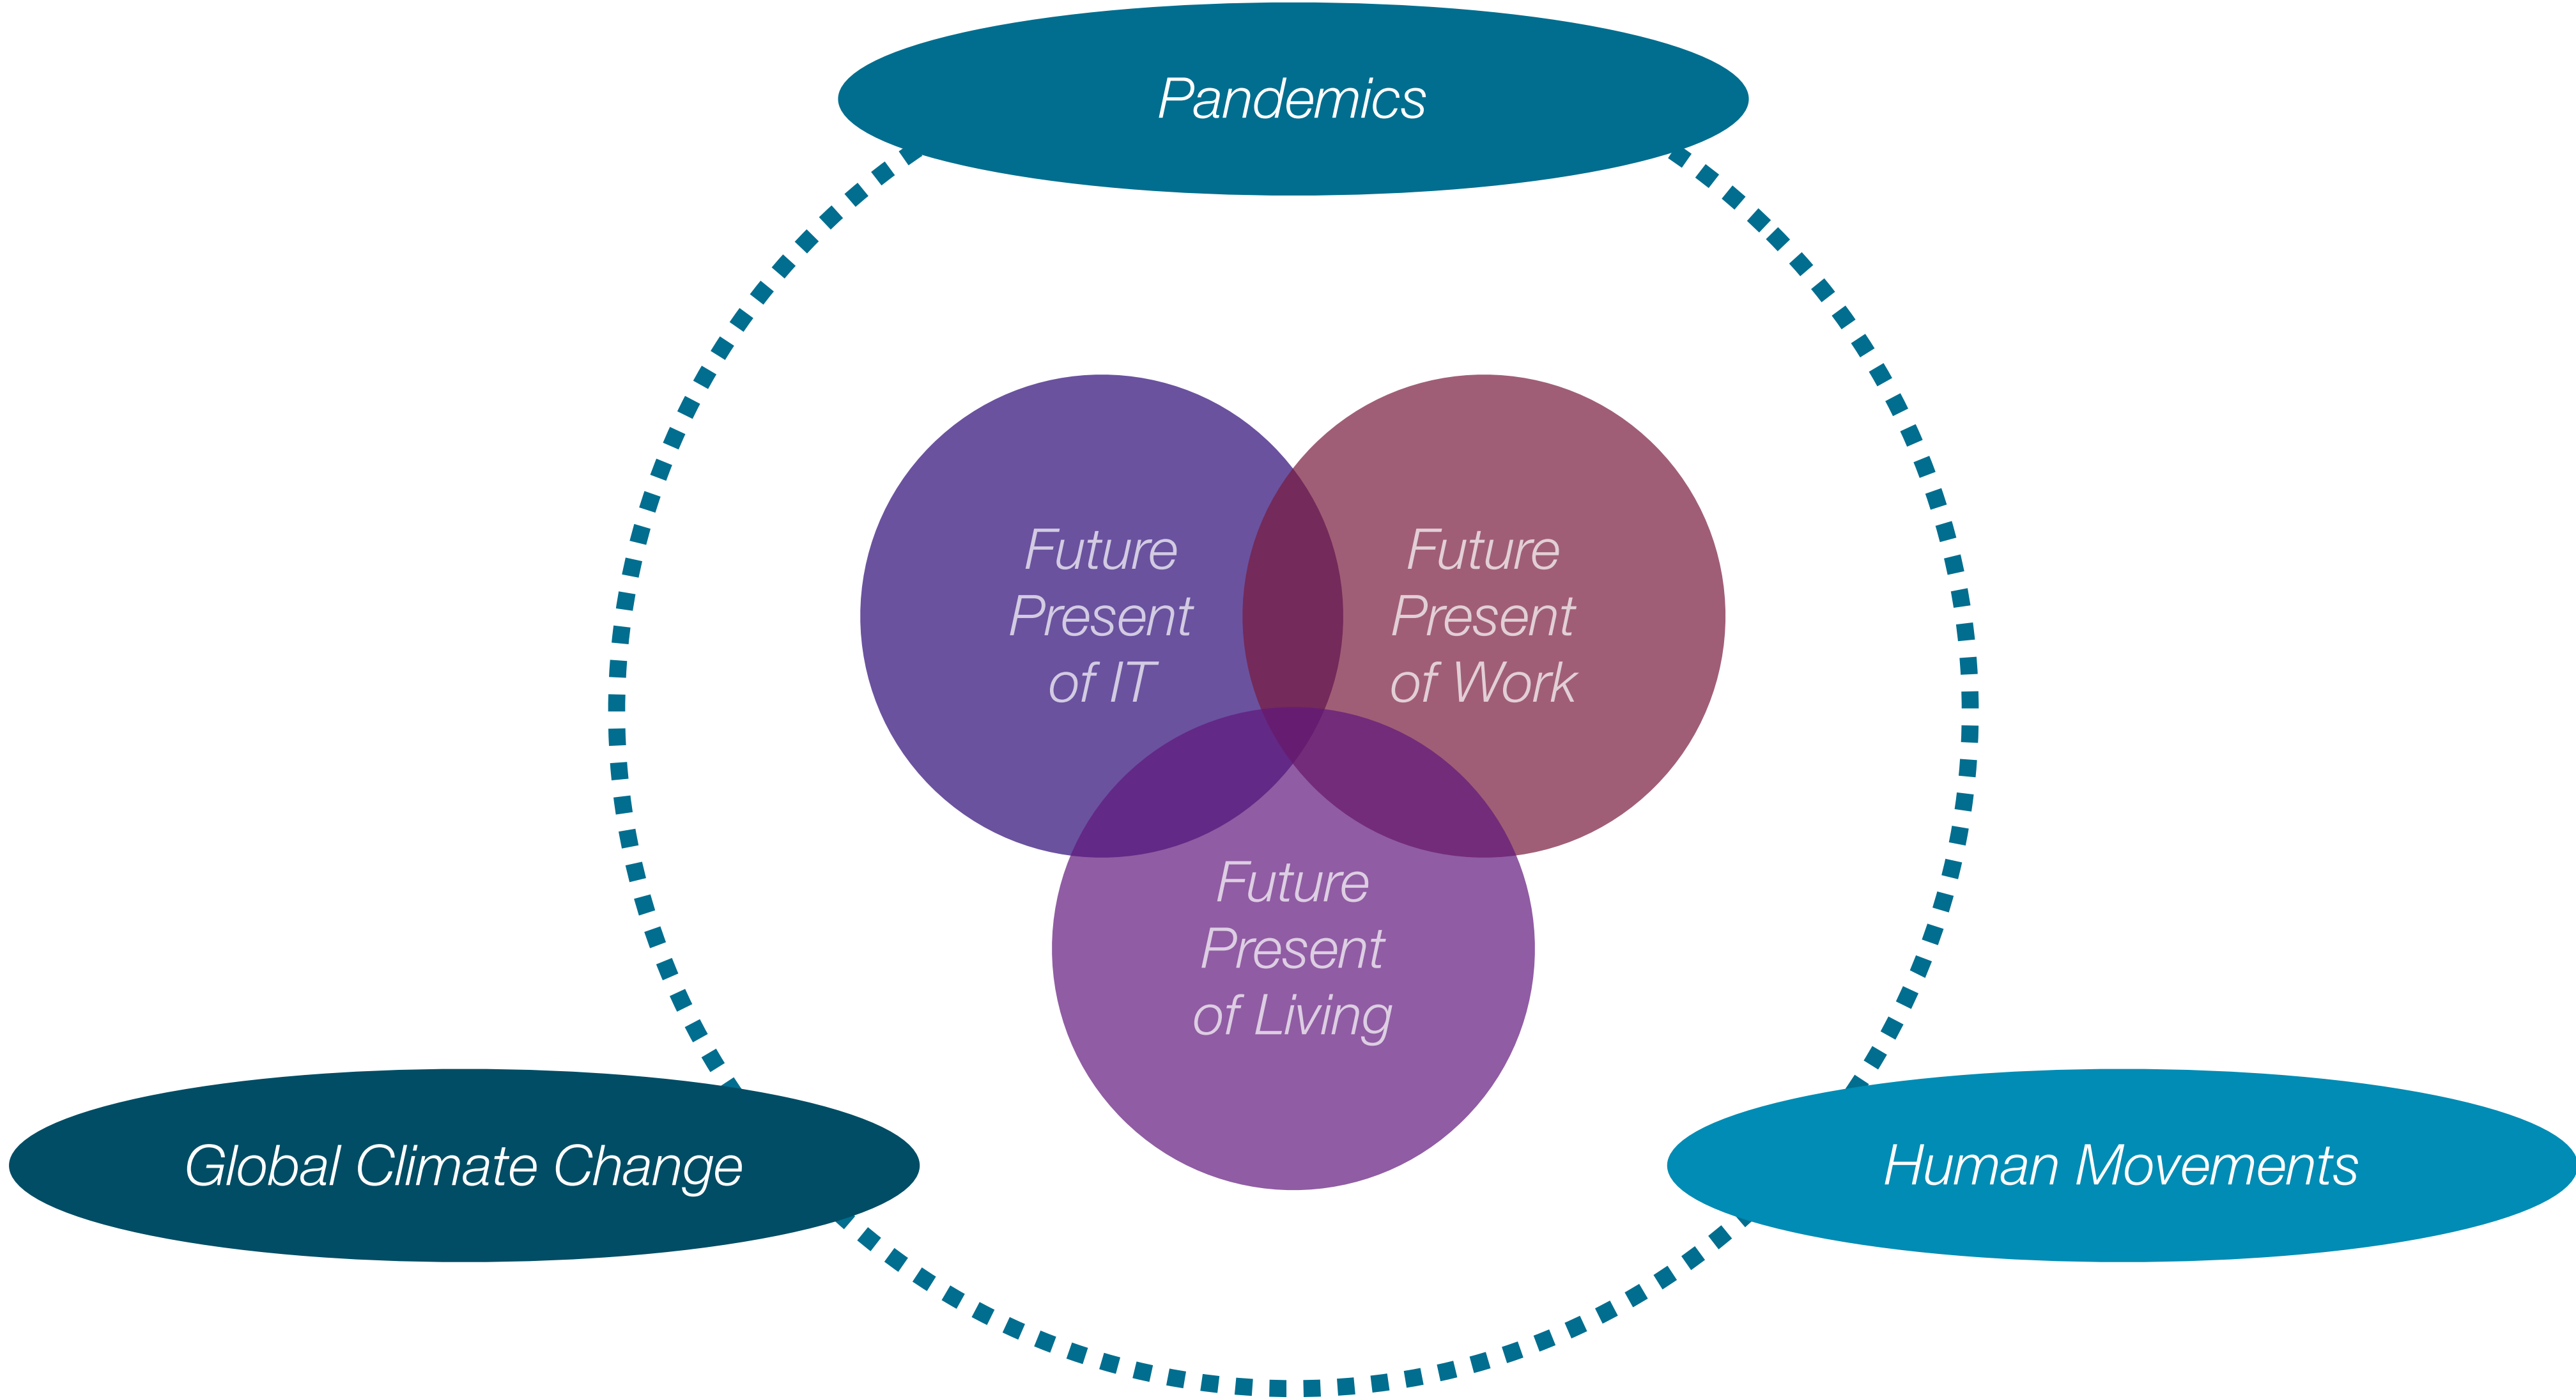 Pandemics
Future
Present
of IT
Future
Present
of Work
Future
Present
of Living
Global Climate Change
Human Movements